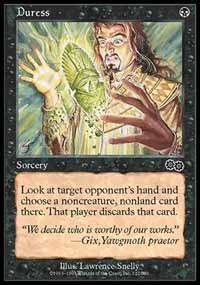 Duress
Sorcery
Look at target opponent's hand and
choose a noncreature, nonland card
there. That player discards that card.
"We decide who is worthy of our works."
—Gix, Yawgmoth praetor
Illus. Lawrence Snelly